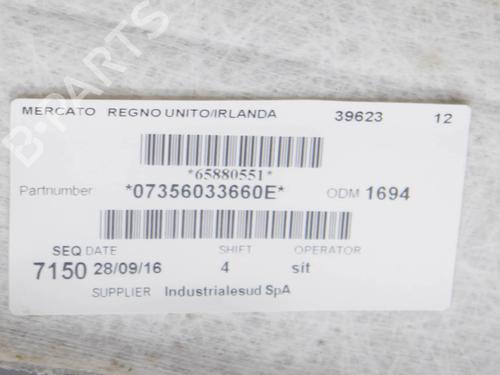 B-PARTS
MERCATO REGNO UNITO/IRLANDA 39623 12
*65880551*
Partnumber *07356033660E* ODM 1694
SEQ DATE SHIFT OPERATOR
7150 28/09/16 4 sit
SUPPLIER Industrialesud SpA